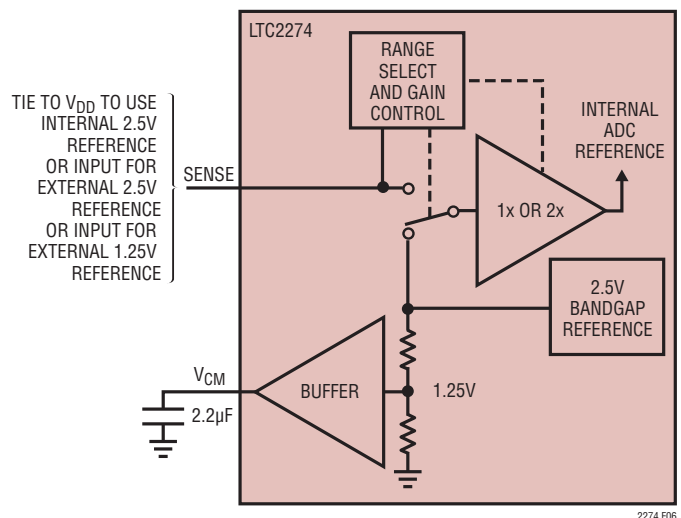 LTC2274
RANGE
SELECT
AND GAIN
CONTROL
TIE TO VDD TO USE
INTERNAL 2.5V
REFERENCE
OR INPUT FOR
EXTERNAL 2.5V
REFERENCE
OR INPUT FOR
EXTERNAL 1.25V
REFERENCE
SENSE
INTERNAL
ADC
REFERENCE
1x OR 2x
2.5V
BANDGAP
REFERENCE
VCM
BUFFER
1.25V
2.2µF
2274 F06